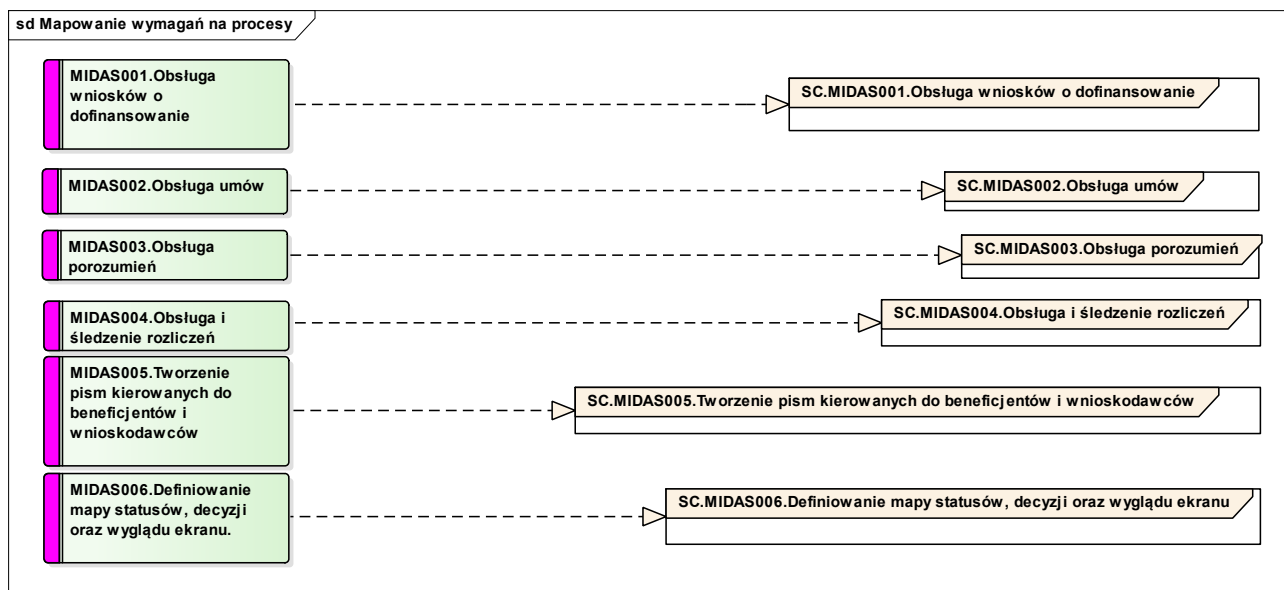 sd Mapowanie wymagań na procesy
MIDAS001.Obsługa
wniosków o
dofinansowanie
SC.MIDAS001.Obsługa wniosków o dofinansowanie
MIDAS002.Obsługa umów
SC.MIDAS002.Obsługa umów
MIDAS003.Obsługa
porozumień
SC.MIDAS003.Obsługa porozumień
MIDAS004.Obsługa i
śledzenie rozliczeń
SC.MIDAS004.Obsługa i śledzenie rozliczeń
MIDAS005.Tworzenie
pism kierowanych do
beneficjentów i
wnioskodawców
SC.MIDAS005.Tworzenie pism kierowanych do beneficjentów i wnioskodawców
MIDAS006.Definiowanie
mapy statusów, decyzji
oraz wyglądu ekranu.
SC.MIDAS006.Definiowanie mapy statusów, decyzji oraz wyglądu ekranu